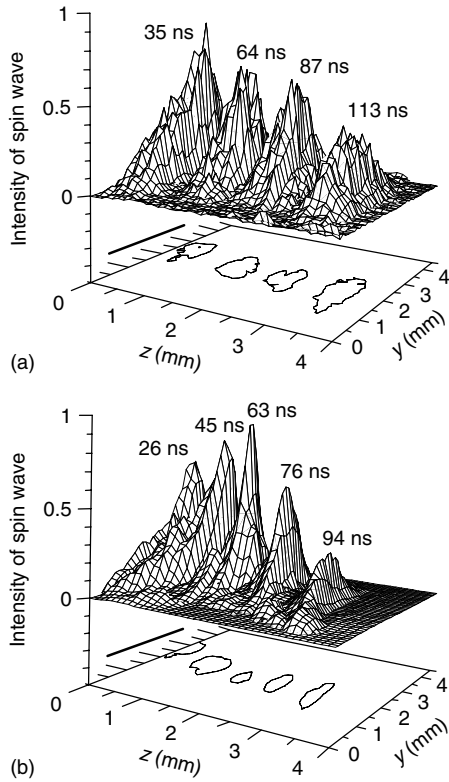 1
0.5
0
Intensity of spin wave
35 ns
64 ns
87 ns
113 ns
0
1
2
3
4
z (mm)
0
1
2
3
4
y (mm)
(a)
1
0.5
0
Intensity of spin wave
26 ns
45 ns
63 ns
76 ns
94 ns
0
1
2
3
4
z (mm)
0
1
2
3
4
y (mm)
(b)